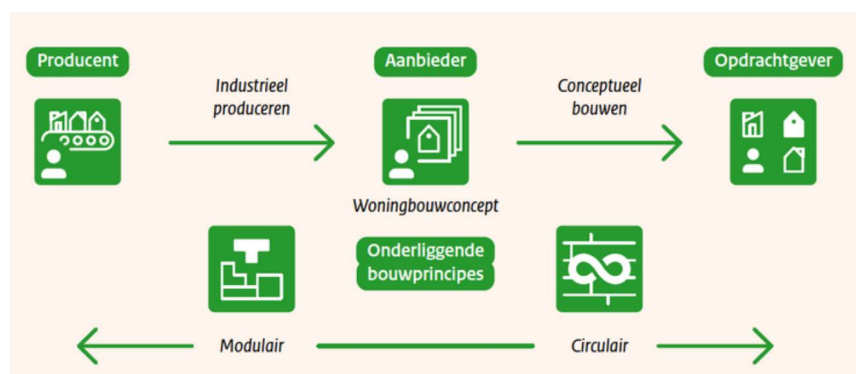 Producent
Aanbieder
Opdrachtgever
Industrieel
produceren
Conceptueel
bouwen
Woningbouwconcept
Onderliggende
bouwprincipes
Modulair
Circulair